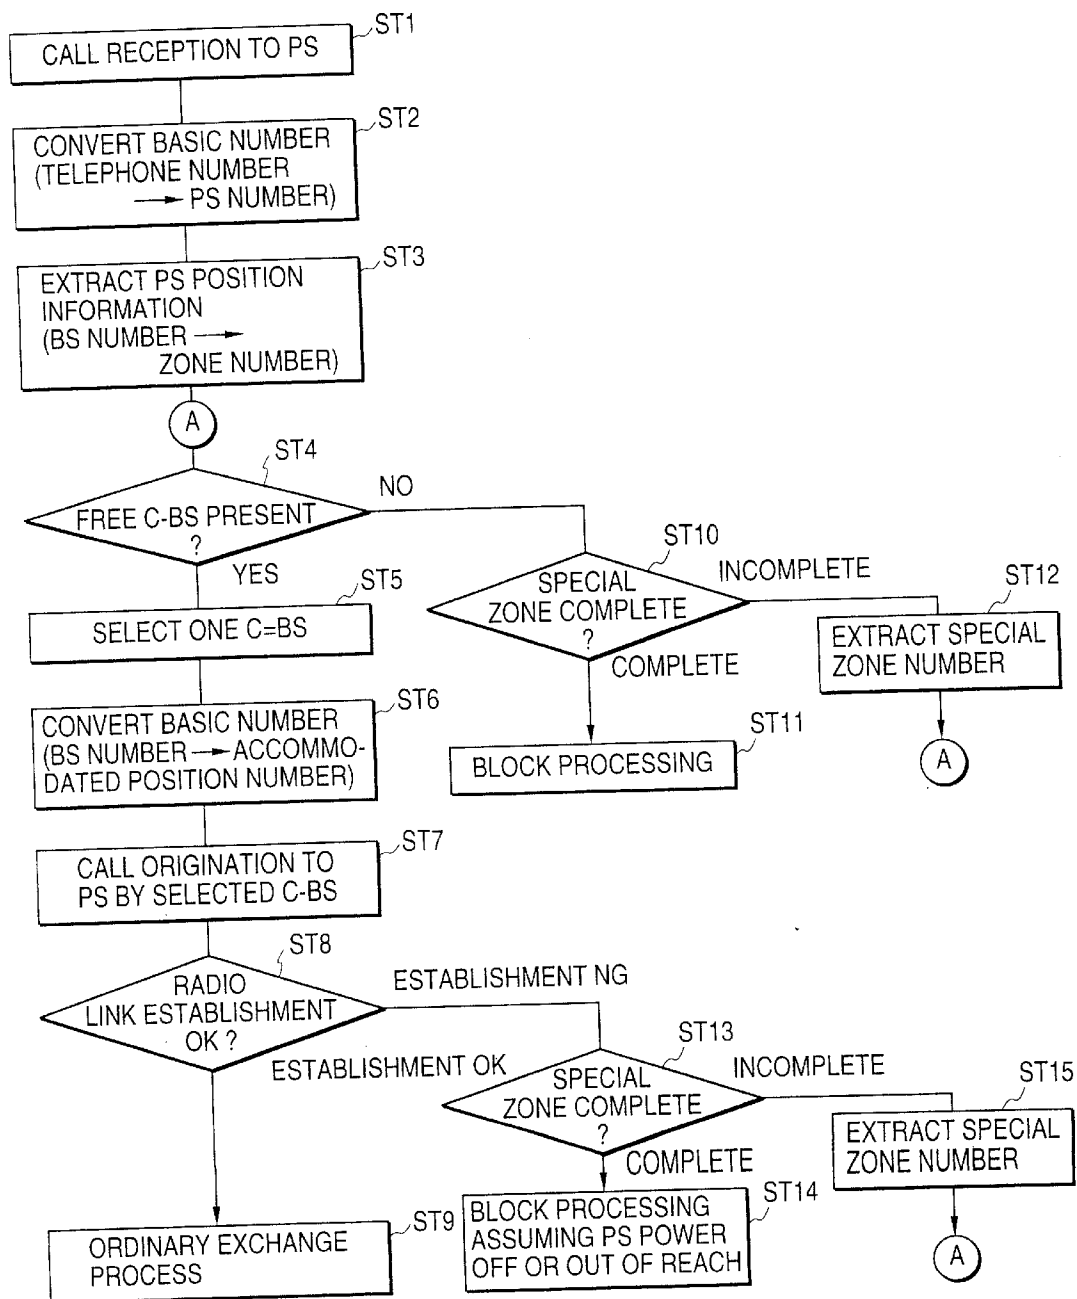 ST1
CALL RECEPTION TO PS
ST2
CONVERT BASIC NUMBER
(TELEPHONE NUMBER
→ PS NUMBER)
ST3
EXTRACT PS POSITION
INFORMATION
(BS NUMBER →
ZONE NUMBER)
A
ST4
FREE C-BS PRESENT
?
NO
YES
ST5
SELECT ONE C=BS
ST10
SPECIAL
ZONE COMPLETE
?
INCOMPLETE
COMPLETE
ST12
EXTRACT SPECIAL
ZONE NUMBER
A
ST11
BLOCK PROCESSING
ST6
CONVERT BASIC NUMBER
(BS NUMBER → ACCOMMO-
DATED POSITION NUMBER)
ST7
CALL ORIGINATION TO
PS BY SELECTED C-BS
ST8
RADIO
LINK ESTABLISHMENT
OK ?
ESTABLISHMENT NG
ESTABLISHMENT OK
ST13
SPECIAL
ZONE COMPLETE
?
INCOMPLETE
COMPLETE
ST15
EXTRACT SPECIAL
ZONE NUMBER
A
ST14
BLOCK PROCESSING
ASSUMING PS POWER
OFF OR OUT OF REACH
ST9
ORDINARY EXCHANGE
PROCESS